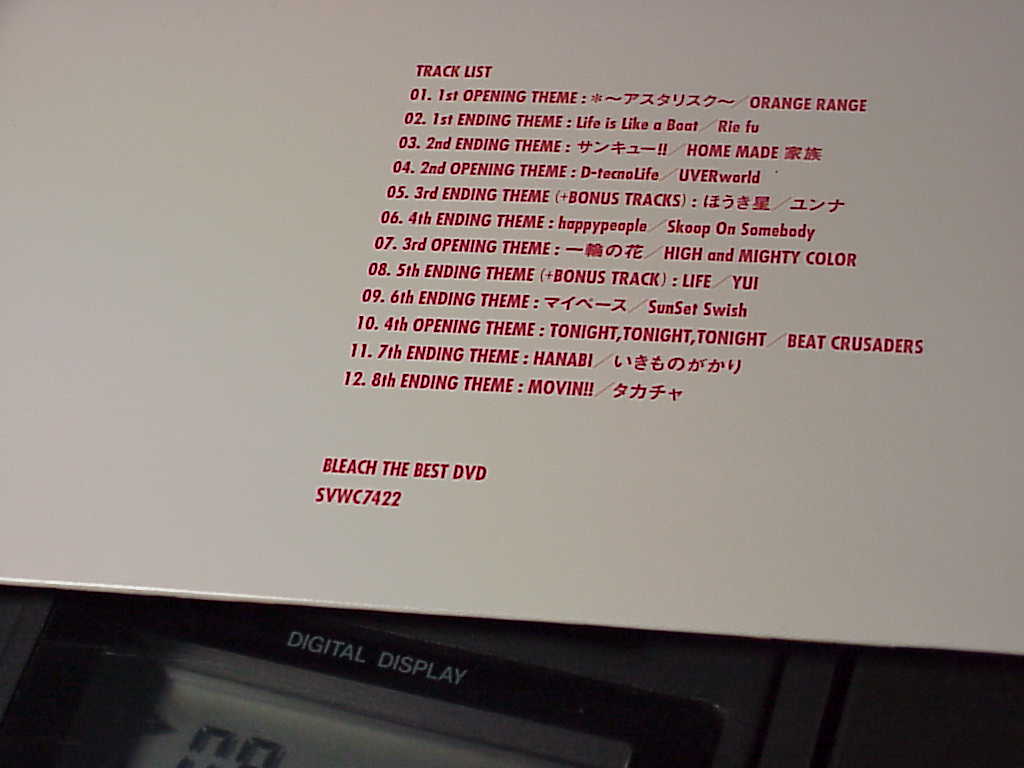 TRACK LIST
01. 1st OPENING THEME : *～アスタリスク～／ORANGE RANGE
02. 1st ENDING THEME : Life is Like a Boat／Rie fu
03. 2nd ENDING THEME : サンキュー!!／HOME MADE 家族
04. 2nd OPENING THEME : D-tecnoLife／UVERworld
05. 3rd ENDING THEME (+BONUS TRACKS) : ほうき星／ユンナ
06. 4th ENDING THEME : happypeople／Skoop On Somebody
07. 3rd OPENING THEME : 一輪の花／HIGH and MIGHTY COLOR
08. 5th ENDING THEME (+BONUS TRACK) : LIFE／YUI
09. 6th ENDING THEME : マイペース／SunSet Swish
10. 4th OPENING THEME : TONIGHT,TONIGHT,TONIGHT／BEAT CRUSADERS
11. 7th ENDING THEME : HANABI／いきものがかり
12. 8th ENDING THEME : MOVIN!!／タカチャ
BLEACH THE BEST DVD
SVWC7422
DIGITAL DISPLAY